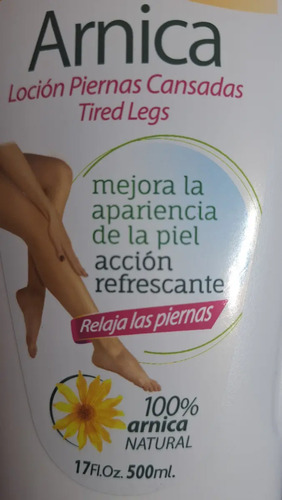 Arnica
Loción Piernas Cansadas
Tired Legs
mejora la
apariencia
de la piel
acción
refrescante
Relaja las piernas
100%
arnica
NATURAL
17Fl.Oz. 500ml.